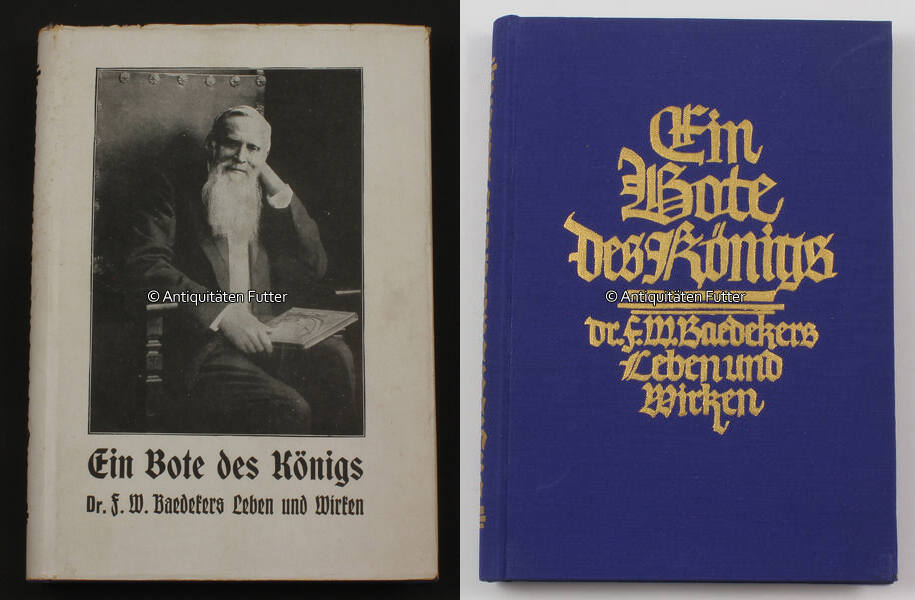 © Antiquitäten Futter
Ein Bote des Königs
Dr. F. W. Baedekers Leben und Wirken
Ein
Bote
des Königs
© Antiquitäten Futter
Dr. F. W. Baedekers
Leben und
Wirken